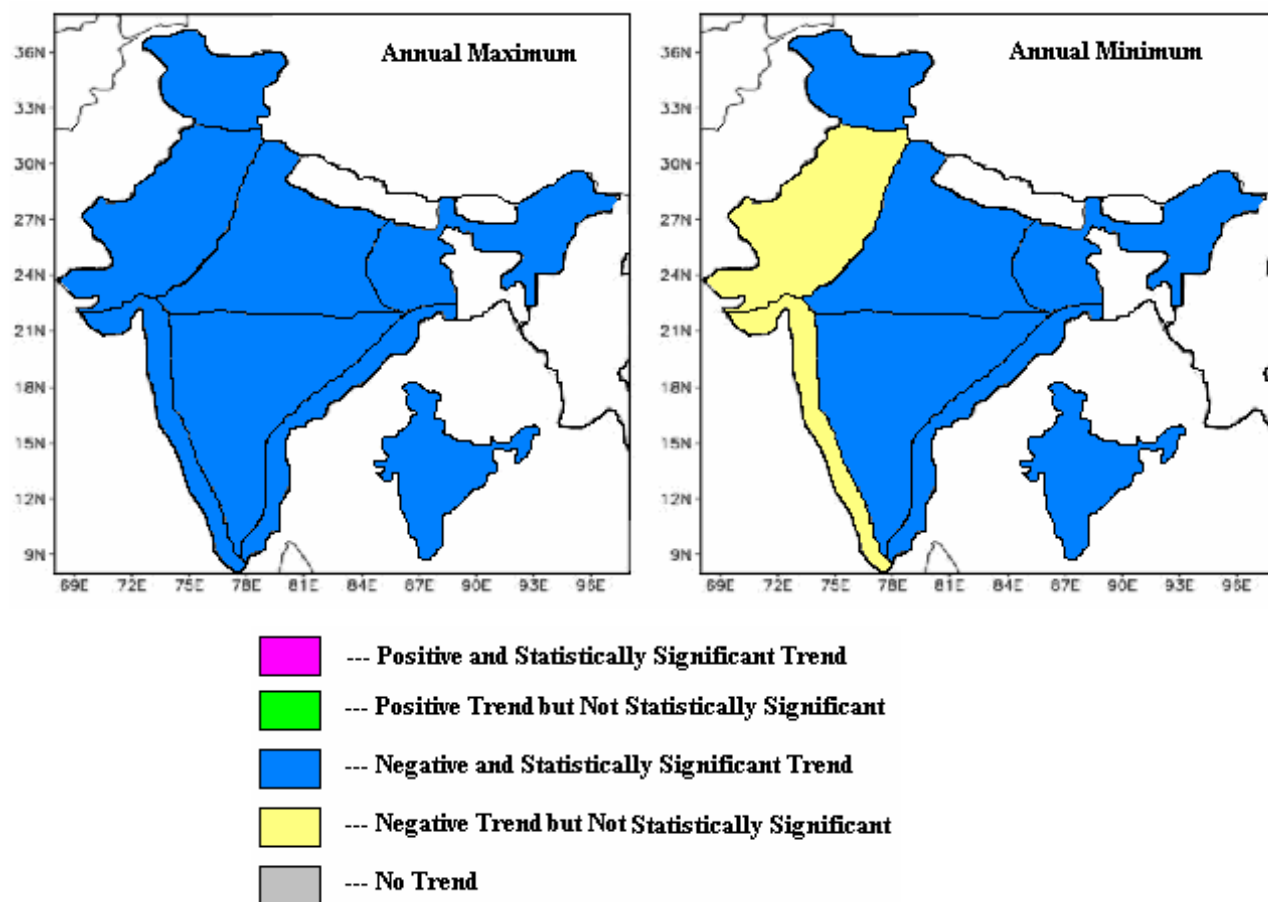 Annual Maximum
Annual Minimum
36N
33N
30N
27N
24N
21N
18N
15N
12N
9N
69E 72E 75E 78E 81E 84E 87E 90E 93E 96E
36N
33N
30N
27N
24N
21N
18N
15N
12N
9N
69E 72E 75E 78E 81E 84E 87E 90E 93E 96E
--- Positive and Statistically Significant Trend
--- Positive Trend but Not Statistically Significant
--- Negative and Statistically Significant Trend
--- Negative Trend but Not Statistically Significant
--- No Trend